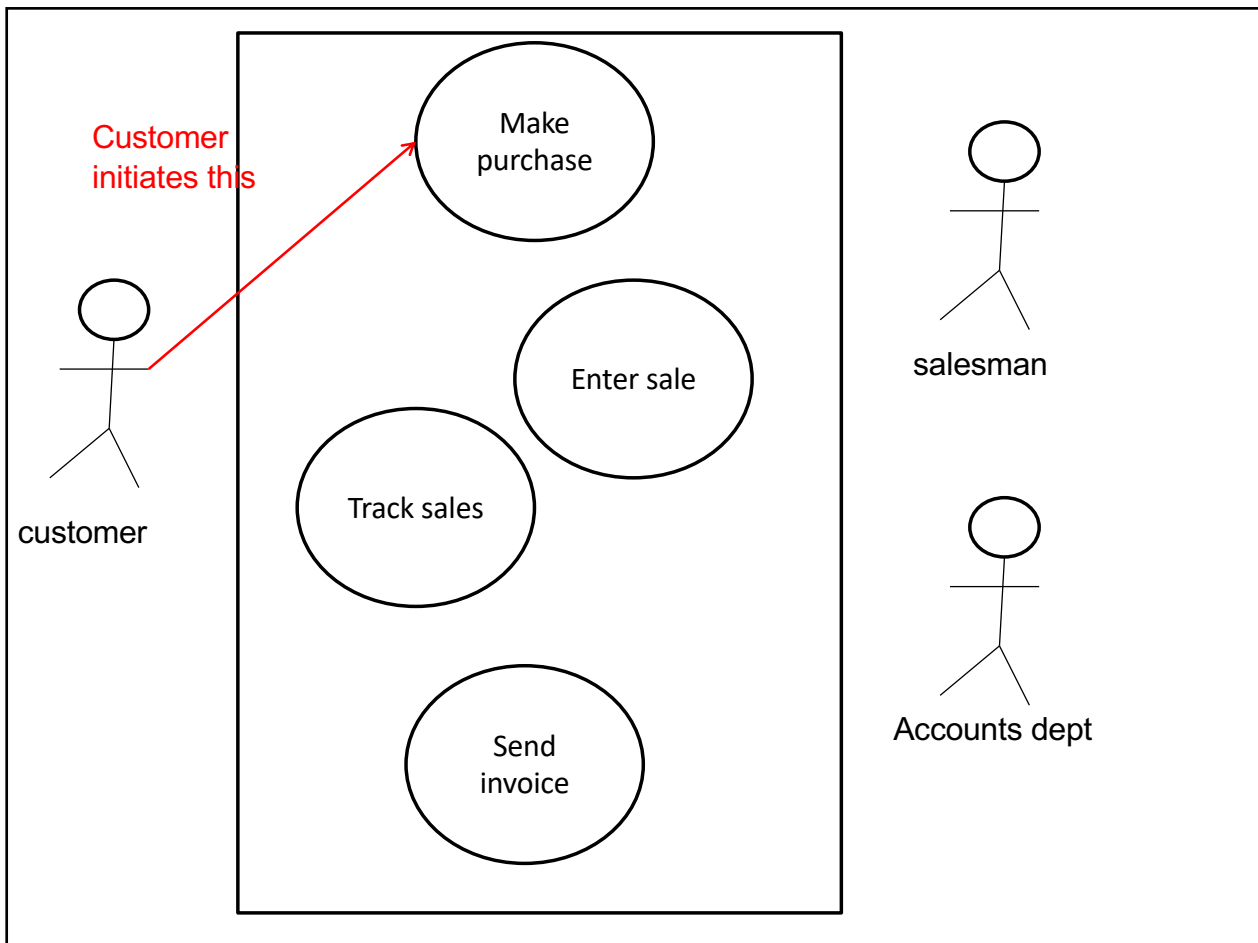 Customer
initiates this
Make
purchase
salesman
Enter sale
Track sales
customer
Accounts dept
Send
invoice